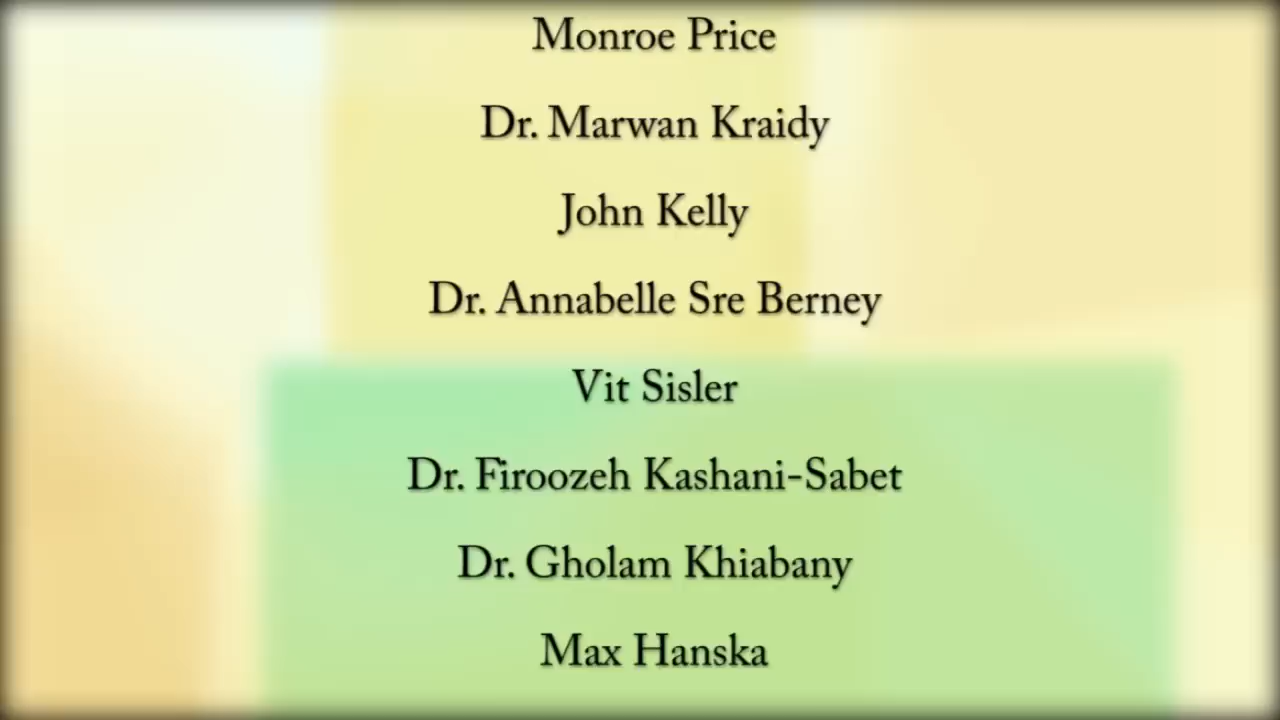 Monroe Price
Dr. Marwan Kraidy
John Kelly
Dr. Annabelle Sre Berney
Vit Sisler
Dr. Firoozeh Kashani-Sabet
Dr. Gholam Khiabany
Max Hanska